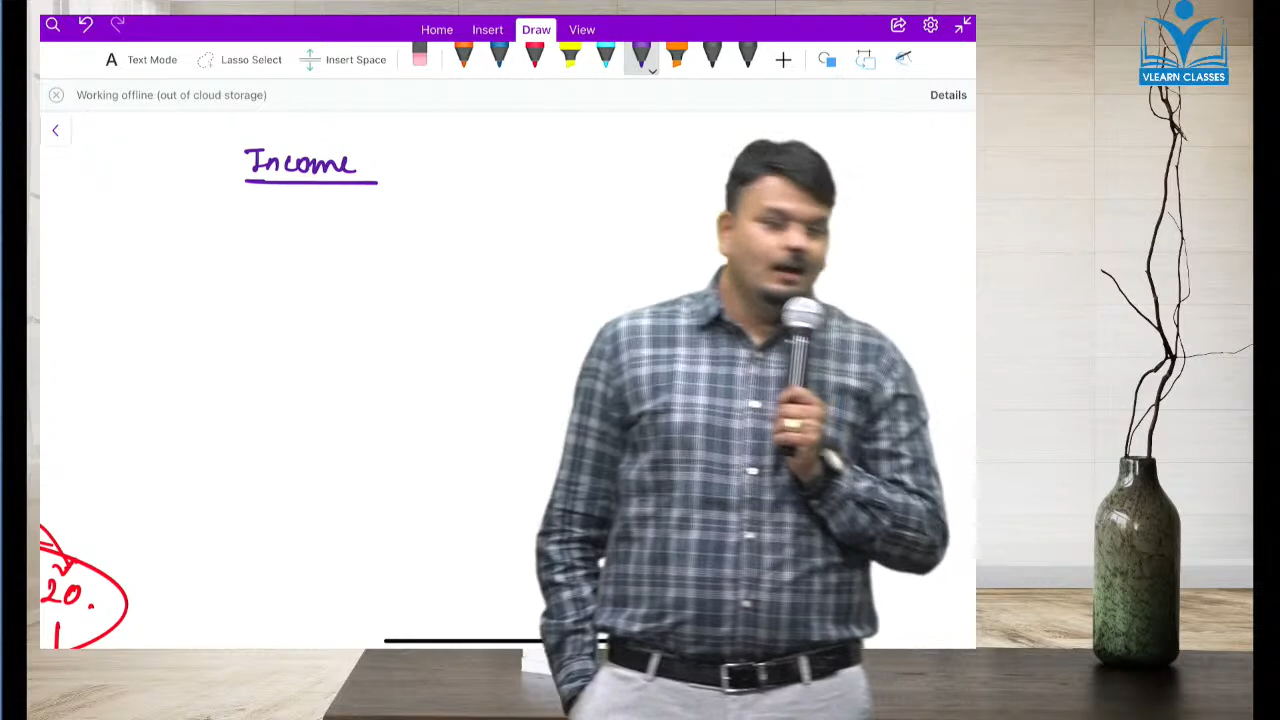 Home Insert Draw View
A Text Mode Lasso Select Insert Space
Working offline (out of cloud storage) Details
Income
20.
VLEARN CLASSES